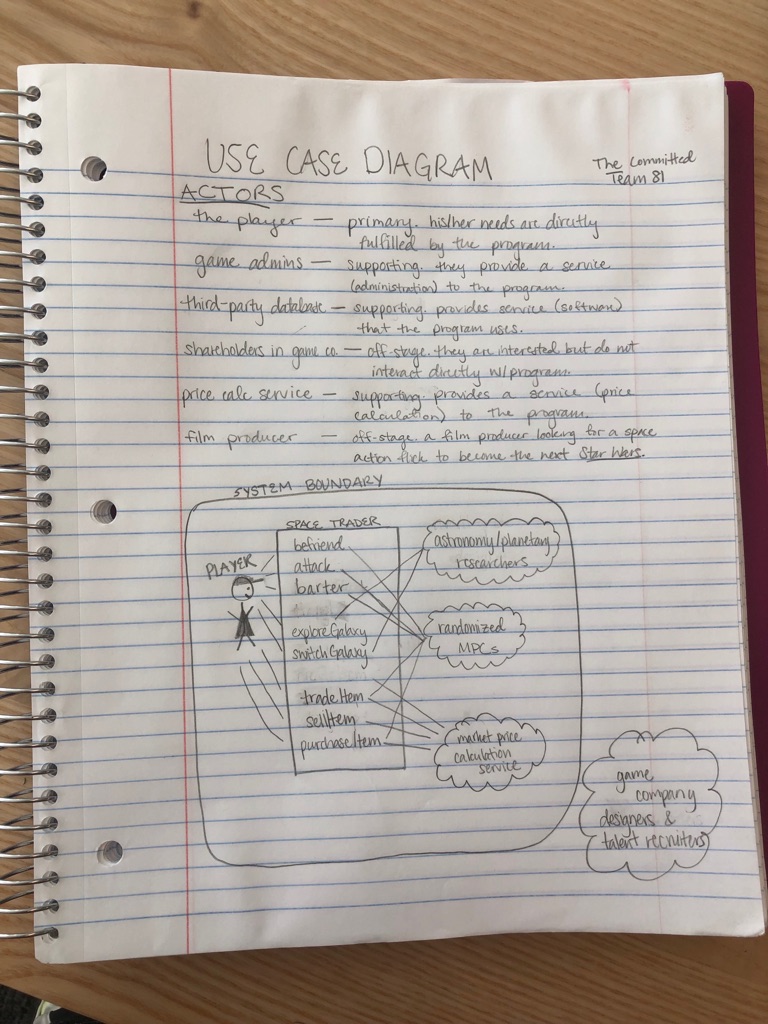 USE CASE DIAGRAM
The Committed
Team 81
ACTORS
the player — primary. his/her needs are directly
fulfilled by the program.
game admins — supporting. they provide a service
(administration) to the program.
third-party database — supporting. provides service (software)
that the program uses.
shareholders in game co. — off-stage. they are interested but do not
interact directly w/program.
price calc service — supporting. provides a service (price
calculation) to the program.
film producer — off-stage. a film producer looking for a space
action flick to become the next Star Wars.
SYSTEM BOUNDARY
SPACE TRADER
PLAYER
befriend
attack
barter
exploreGalaxy
switchGalaxy
tradeItem
sellItem
purchaseItem
astronomy/planetary
researchers
randomized
MPCs
market price
calculation
service
game
company
designers &
talent recruiters